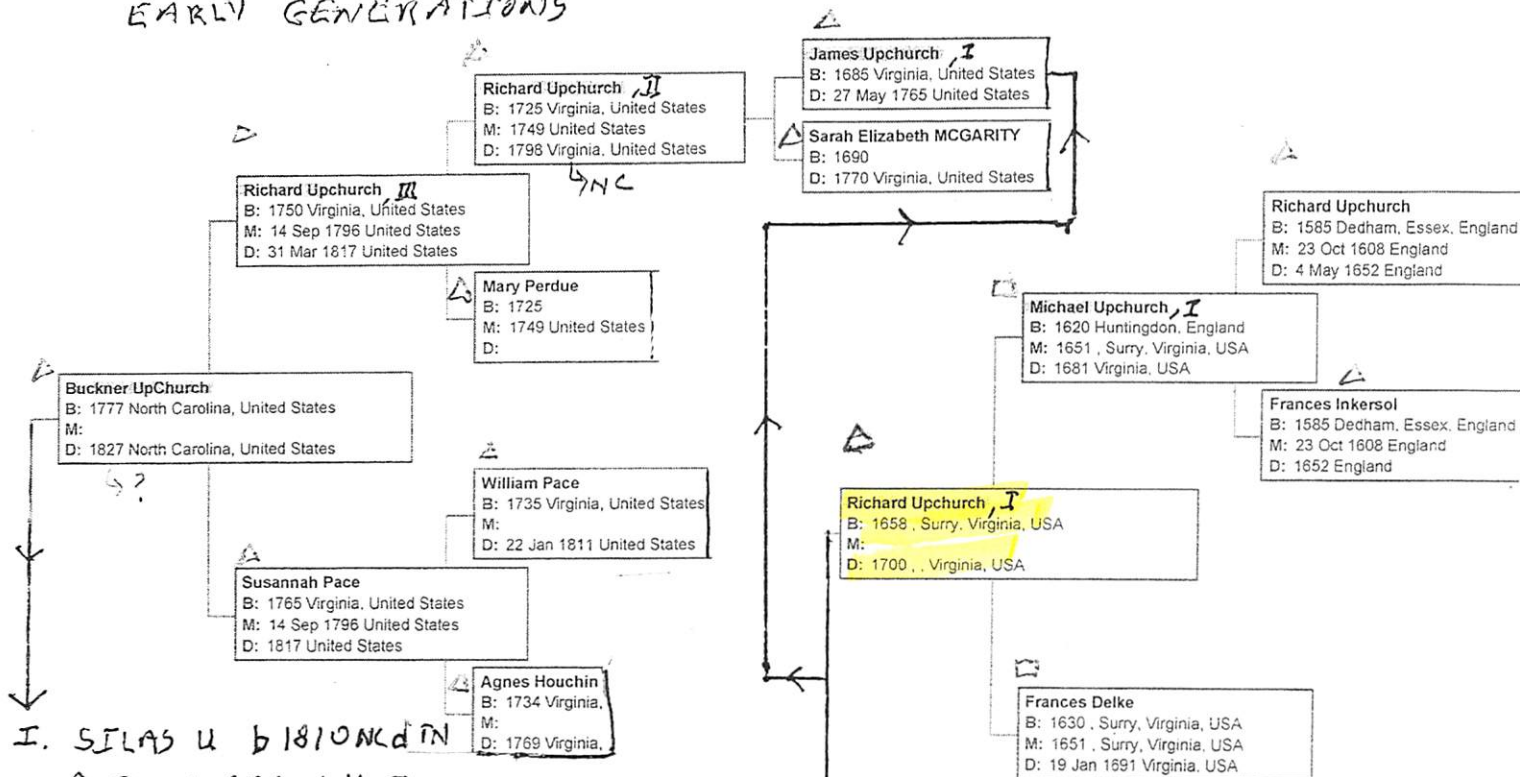 EARLY GENERATIONS
James Upchurch, I
B: 1685 Virginia, United States
D: 27 May 1765 United States
Richard Upchurch, II
B: 1725 Virginia, United States
M: 1749 United States
D: 1798 Virginia, United States
↳NC
Sarah Elizabeth MCGARITY
B: 1690
D: 1770 Virginia, United States
Richard Upchurch, III
B: 1750 Virginia, United States
M: 14 Sep 1796 United States
D: 31 Mar 1817 United States
Richard Upchurch
B: 1585 Dedham, Essex, England
M: 23 Oct 1608 England
D: 4 May 1652 England
Mary Perdue
B: 1725
M: 1749 United States
D:
Michael Upchurch, I
B: 1620 Huntingdon, England
M: 1651 , Surry, Virginia, USA
D: 1681 Virginia, USA
Buckner UpChurch
B: 1777 North Carolina, United States
M:
D: 1827 North Carolina, United States
↳ ?
Frances Inkersol
B: 1585 Dedham, Essex, England
M: 23 Oct 1608 England
D: 1652 England
William Pace
B: 1735 Virginia, United States
M:
D: 22 Jan 1811 United States
Richard Upchurch, I
B: 1658 , Surry, Virginia, USA
M:
D: 1700 , , Virginia, USA
Susannah Pace
B: 1765 Virginia, United States
M: 14 Sep 1796 United States
D: 1817 United States
Agnes Houchin
B: 1734 Virginia,
M:
D: 1769 Virginia,
Frances Delke
B: 1630 , Surry, Virginia, USA
M: 1651 , Surry, Virginia, USA
D: 19 Jan 1691 Virginia, USA
I. SILAS U b 1810 NC d TN